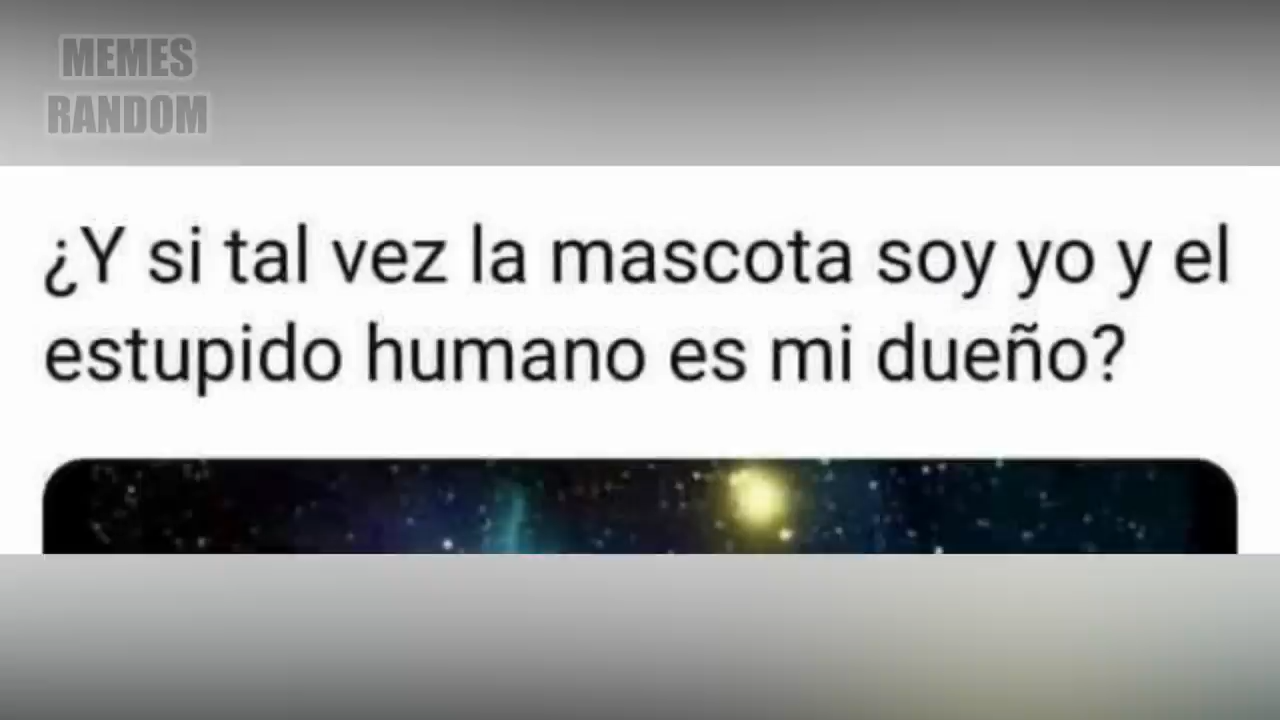 MEMES
RANDOM
¿Y si tal vez la mascota soy yo y el
estupido humano es mi dueño?